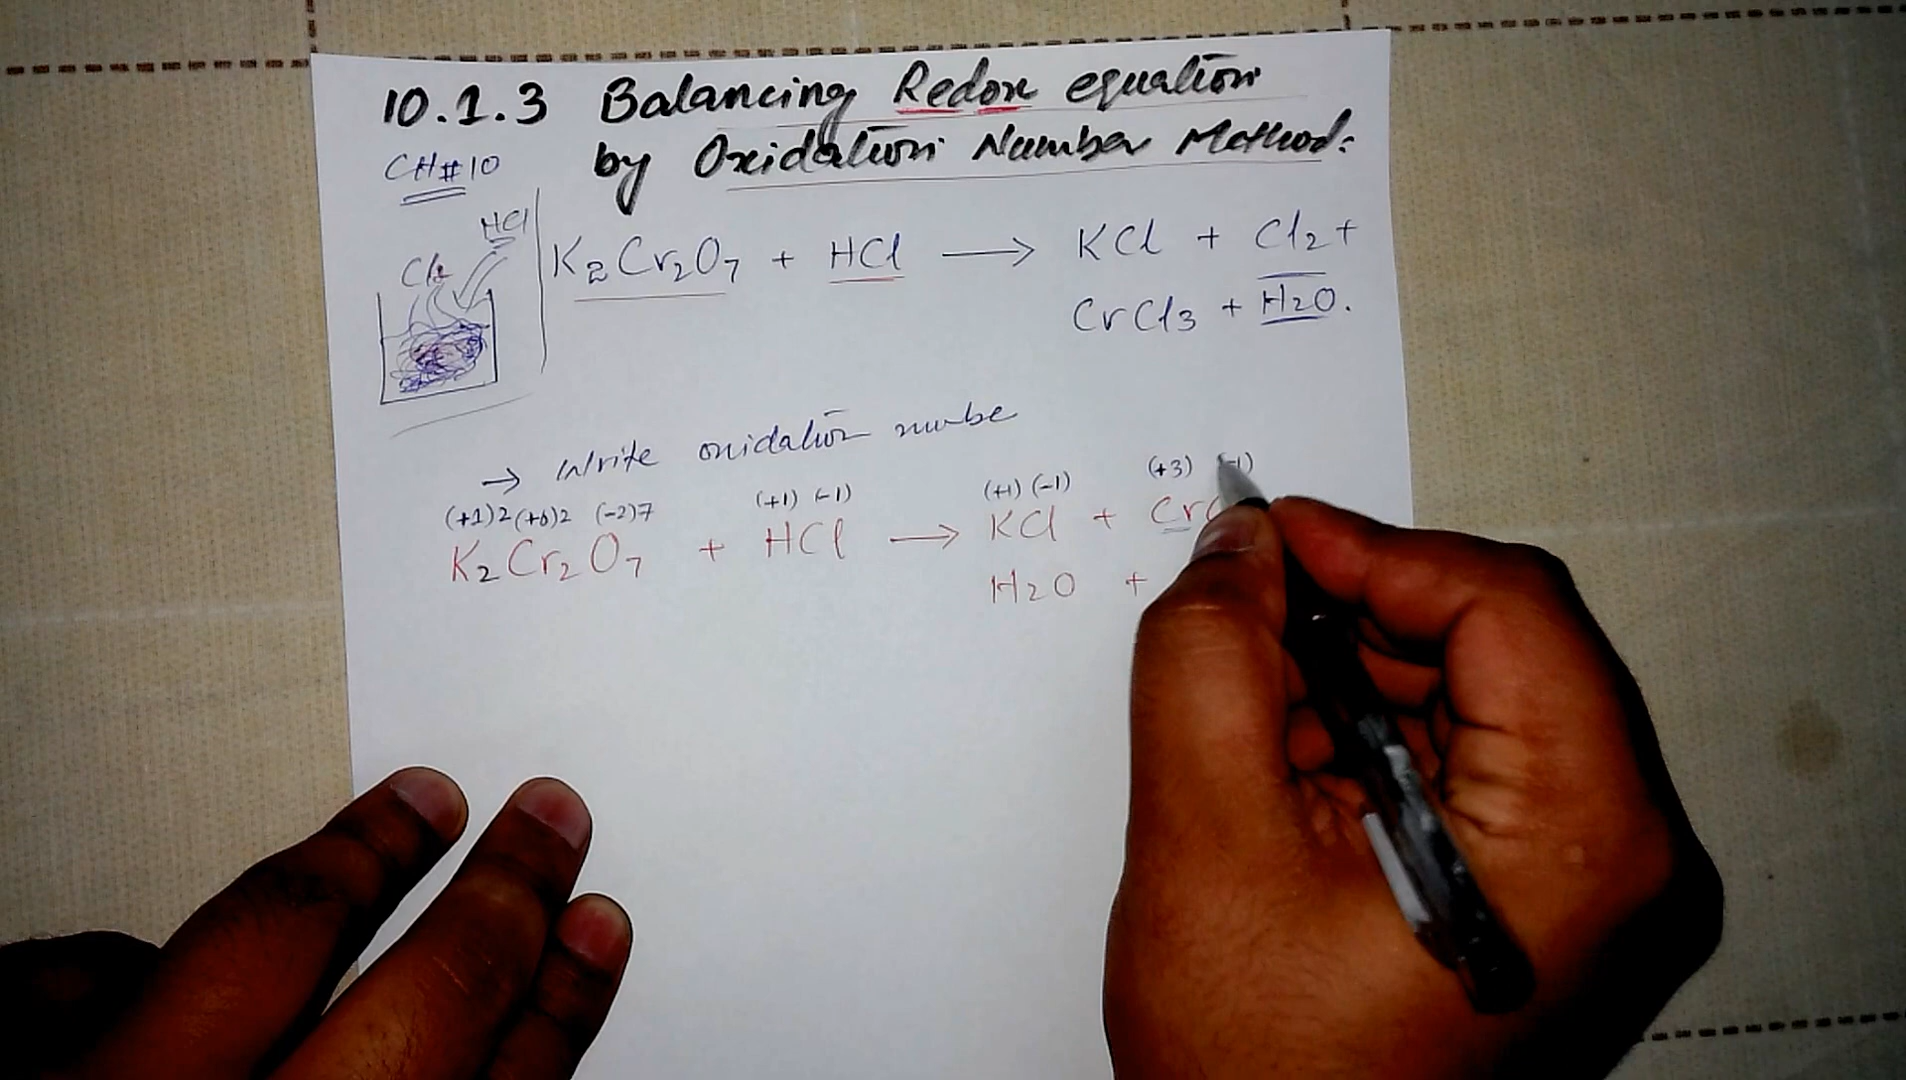 10.1.3 Balancing Redox equation
by Oxidation Number Method:
CH#10
HCl
Cl2
K2Cr2O7 + HCl → KCl + Cl2 +
CrCl3 + H2O.
→ Write oxidation numbe
(+1)2 (+6)2 (-2)7 (+1) (-1) (+1) (-1) (+3) (-1)
K2Cr2O7 + HCl → KCl + CrC
H2O +